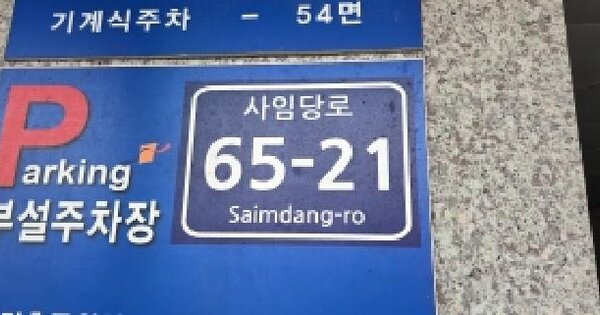 기계식주차 - 54면
Parking
부설주차장
사임당로
65-21
Saimdang-ro